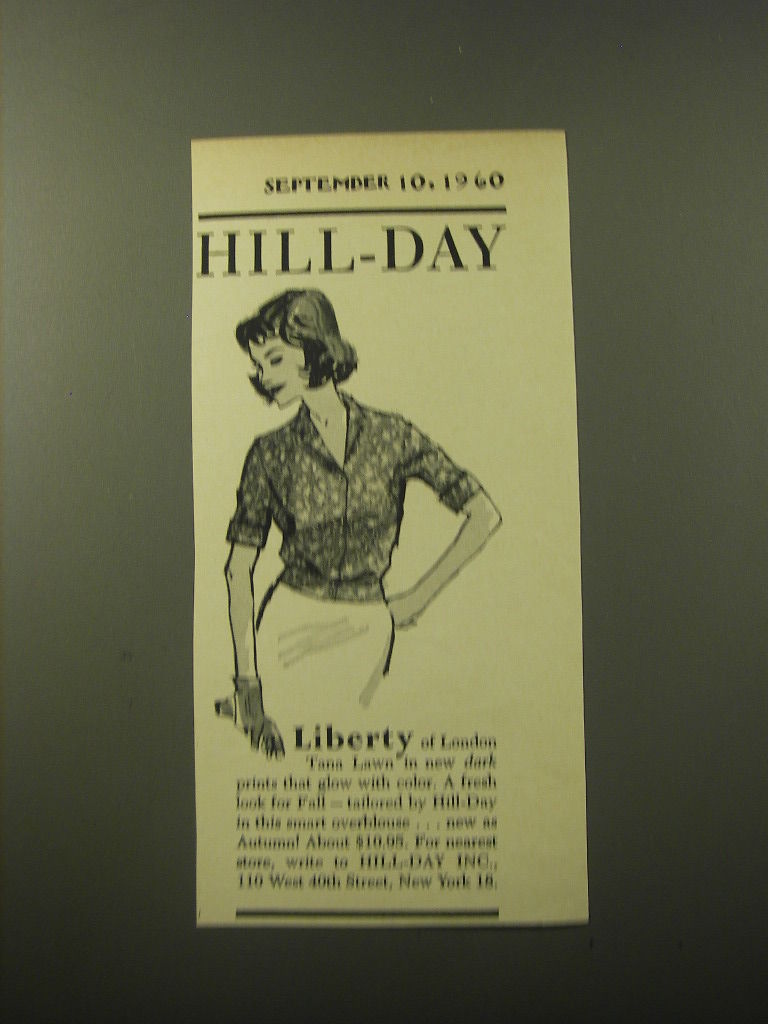 SEPTEMBER 10, 1960
HILL-DAY
Liberty of London
Tana Lawn in new dark
prints that glow with color. A fresh
look for Fall — tailored by Hill-Day
in this smart overblouse . . . new as
Autumn! About $10.95. For nearest
store, write to HILL-DAY INC.,
110 West 40th Street, New York 18.